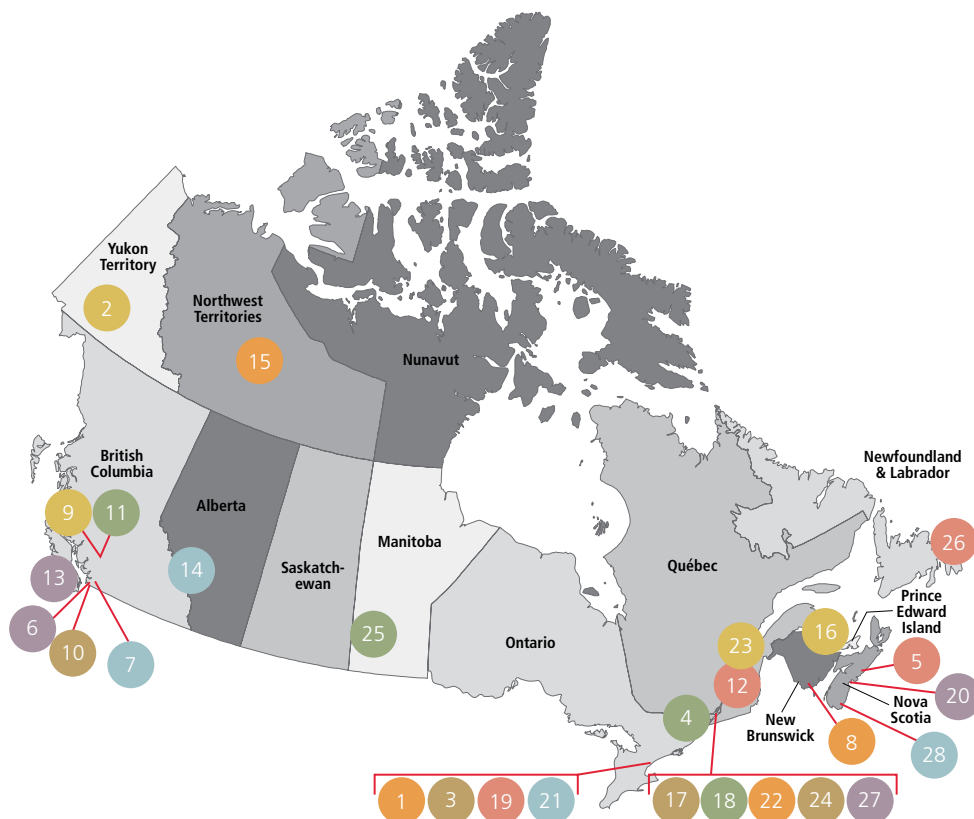 Yukon
Territory
2
Northwest
Territories
15
Nunavut
British
Columbia
9
11
Alberta
13
14
6
10
7
Saskatch-
ewan
Manitoba
25
Ontario
Québec
Newfoundland
& Labrador
26
Prince
Edward
Island
16
23
12
5
20
4
Nova
Scotia
New
Brunswick
8
28
1
3
19
21
17
18
22
24
27